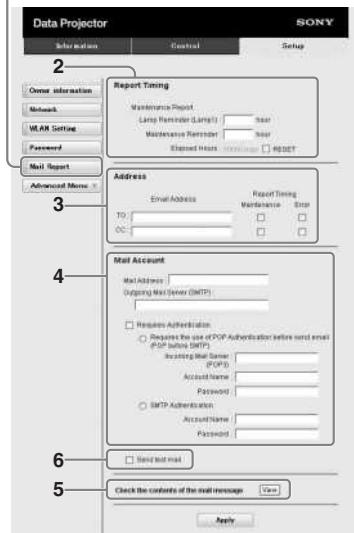 Data Projector
SONY
Information
Control
Setup
2
Owner information
Network
WLAN Setting
Password
Mail Report
Advanced Menu
Report Timing
Maintenance Report
Lamp Reminder (Lamp1) hour
Maintenance Reminder hour
Elapsed Hours RESET
3
Address
Email Address
Report Timing
Maintenance Error
TO:
CC:
4
Mail Account
Mail Address:
Outgoing Mail Server (SMTP):
Requires Authentication
Requires the use of POP Authentication before send email
(POP before SMTP)
Incoming Mail Server
(POP3)
Account Name
Password
SMTP Authentication
Account Name
Password
6
Send test mail
5
Check the contents of the mail message View
Apply